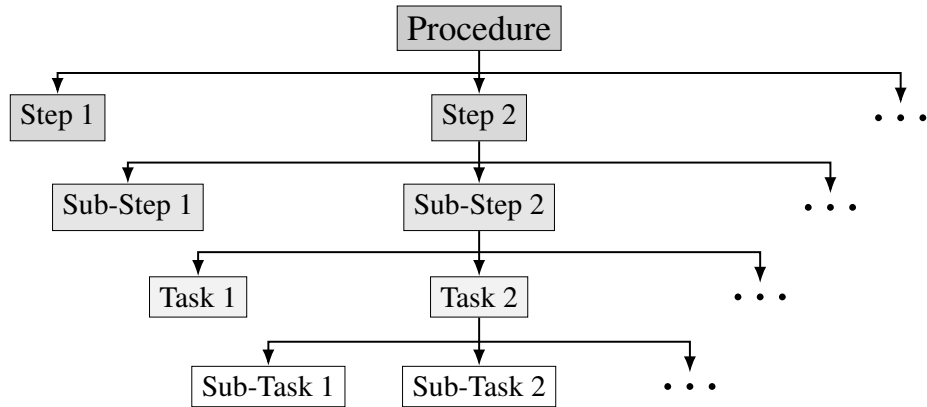 Procedure
Step 1 Step 2 • • •
Sub-Step 1 Sub-Step 2 • • •
Task 1 Task 2 • • •
Sub-Task 1 Sub-Task 2 • • •